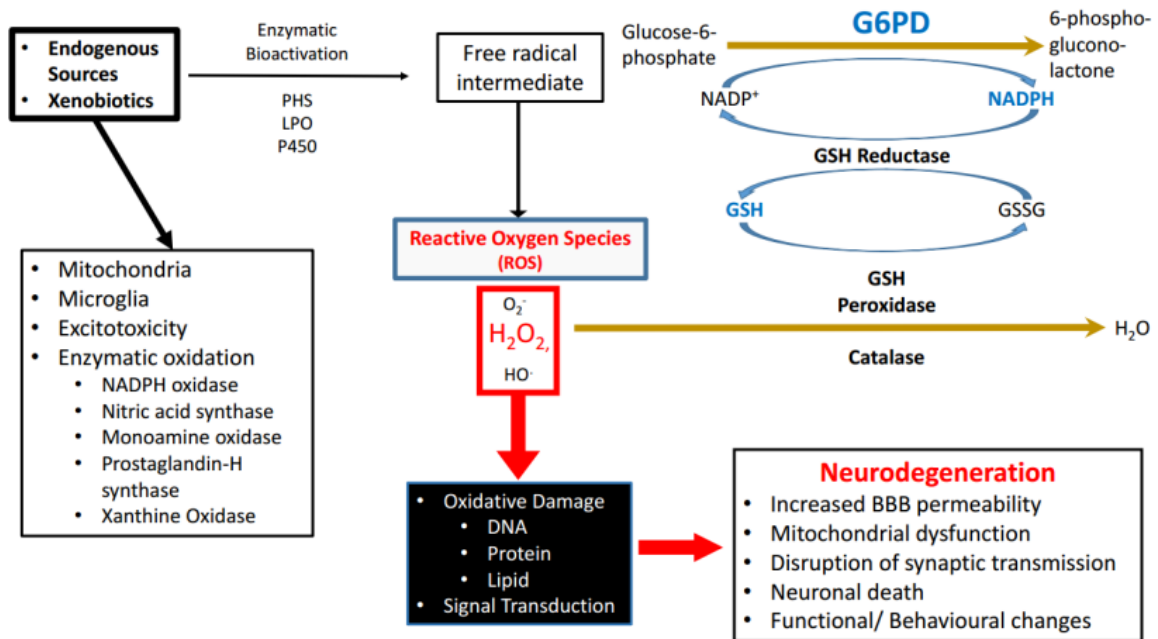 • Endogenous
Sources
• Xenobiotics
Enzymatic
Bioactivation
PHS
LPO
P450
Free radical
intermediate
Glucose-6-
phosphate
G6PD
6-phospho-
glucono-
lactone
NADP⁺
NADPH
GSH Reductase
GSH
GSSG
GSH
Peroxidase
Catalase
H₂O
Reactive Oxygen Species
(ROS)
O₂⁻
H₂O₂,
HO·
• Mitochondria
• Microglia
• Excitotoxicity
• Enzymatic oxidation
• NADPH oxidase
• Nitric acid synthase
• Monoamine oxidase
• Prostaglandin-H
synthase
• Xanthine Oxidase
• Oxidative Damage
• DNA
• Protein
• Lipid
• Signal Transduction
Neurodegeneration
• Increased BBB permeability
• Mitochondrial dysfunction
• Disruption of synaptic transmission
• Neuronal death
• Functional/ Behavioural changes